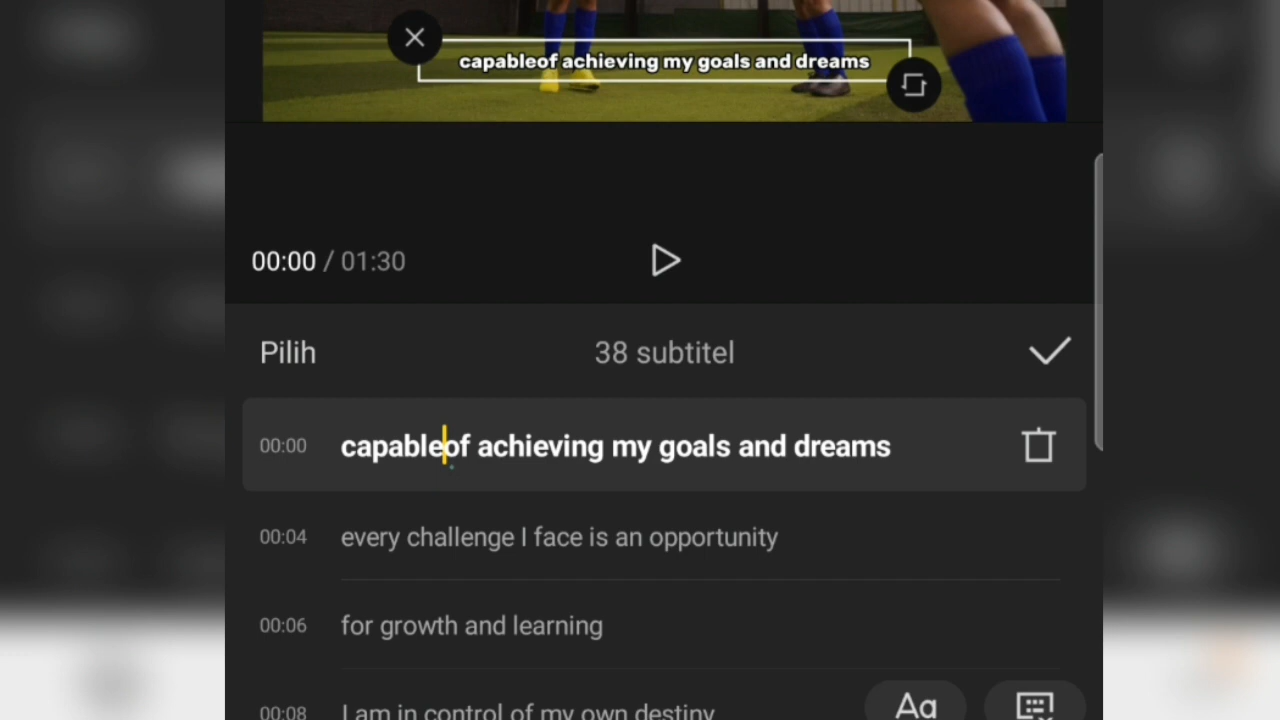 capableof achieving my goals and dreams
00:00 / 01:30
Pilih 38 subtitel
00:00 capableof achieving my goals and dreams
00:04 every challenge I face is an opportunity
00:06 for growth and learning
00:08 I am in control of my own destiny
Aa